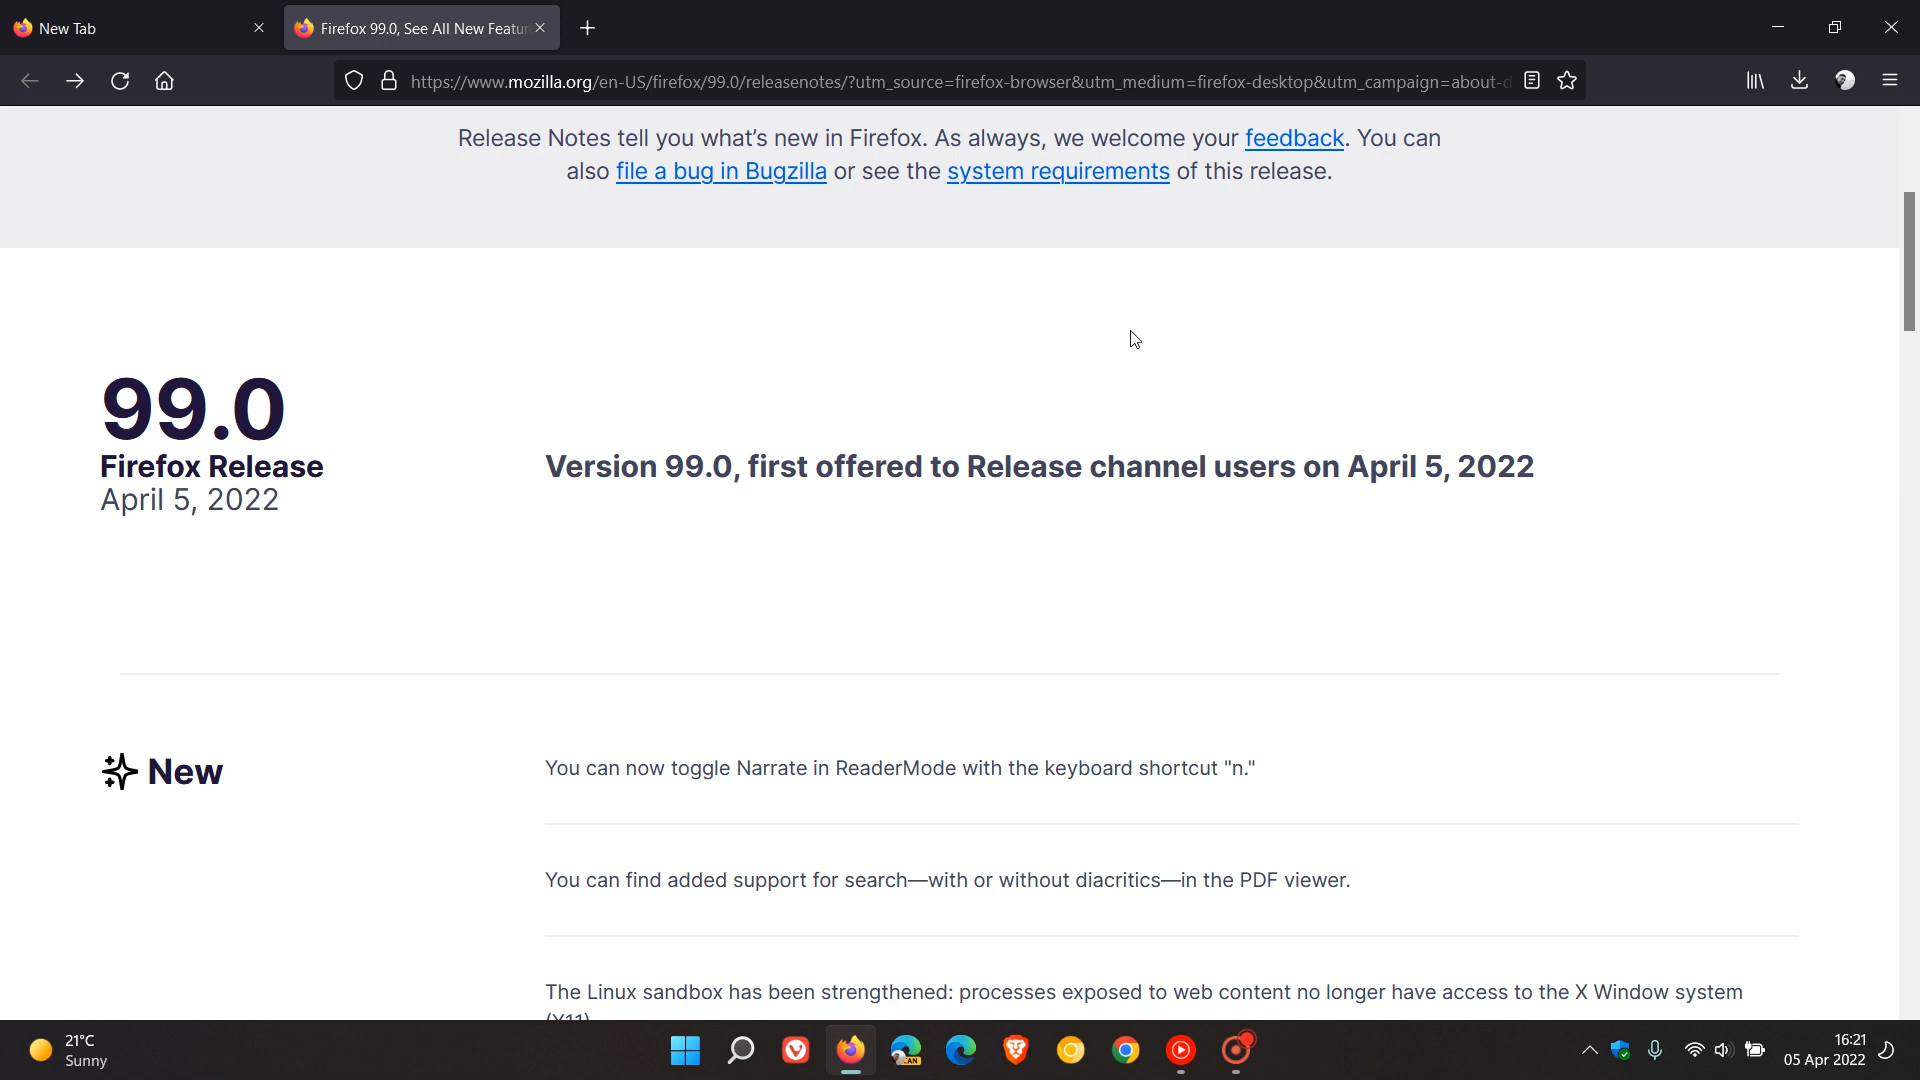 New Tab
Firefox 99.0, See All New Featur
https://www.mozilla.org/en-US/firefox/99.0/releasenotes/?utm_source=firefox-browser&utm_medium=firefox-desktop&utm_campaign=about-d
Release Notes tell you what’s new in Firefox. As always, we welcome your feedback. You can
also file a bug in Bugzilla or see the system requirements of this release.
99.0
Firefox Release
April 5, 2022
Version 99.0, first offered to Release channel users on April 5, 2022
New
You can now toggle Narrate in ReaderMode with the keyboard shortcut "n."
You can find added support for search—with or without diacritics—in the PDF viewer.
The Linux sandbox has been strengthened: processes exposed to web content no longer have access to the X Window system
(X11).
21°C
Sunny
CAN
16:21
05 Apr 2022